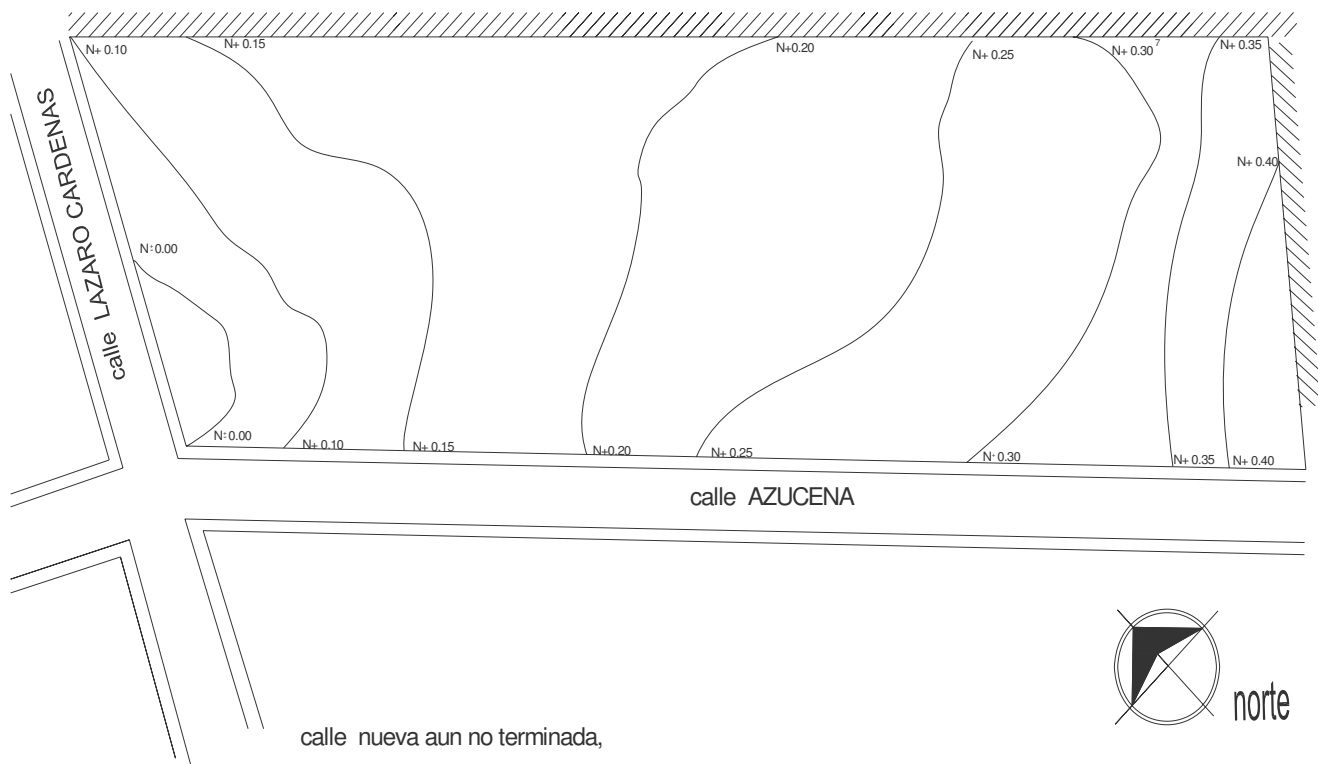 N+ 0.10
N+ 0.15
N+0.20
N+ 0.25
N+ 0.30 7
N+ 0.35
N+ 0.40
calle LAZARO CARDENAS
N:0.00
N:0.00
N+ 0.10
N+ 0.15
N+0.20
N+ 0.25
N· 0.30
N+ 0.35
N+ 0.40
calle AZUCENA
norte
calle nueva aun no terminada,